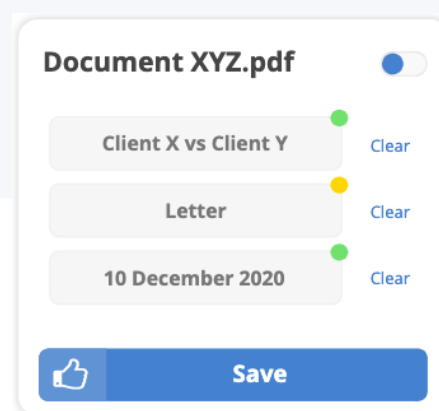 Document XYZ.pdf
Client X vs Client Y
Clear
Letter
Clear
10 December 2020
Clear
Save